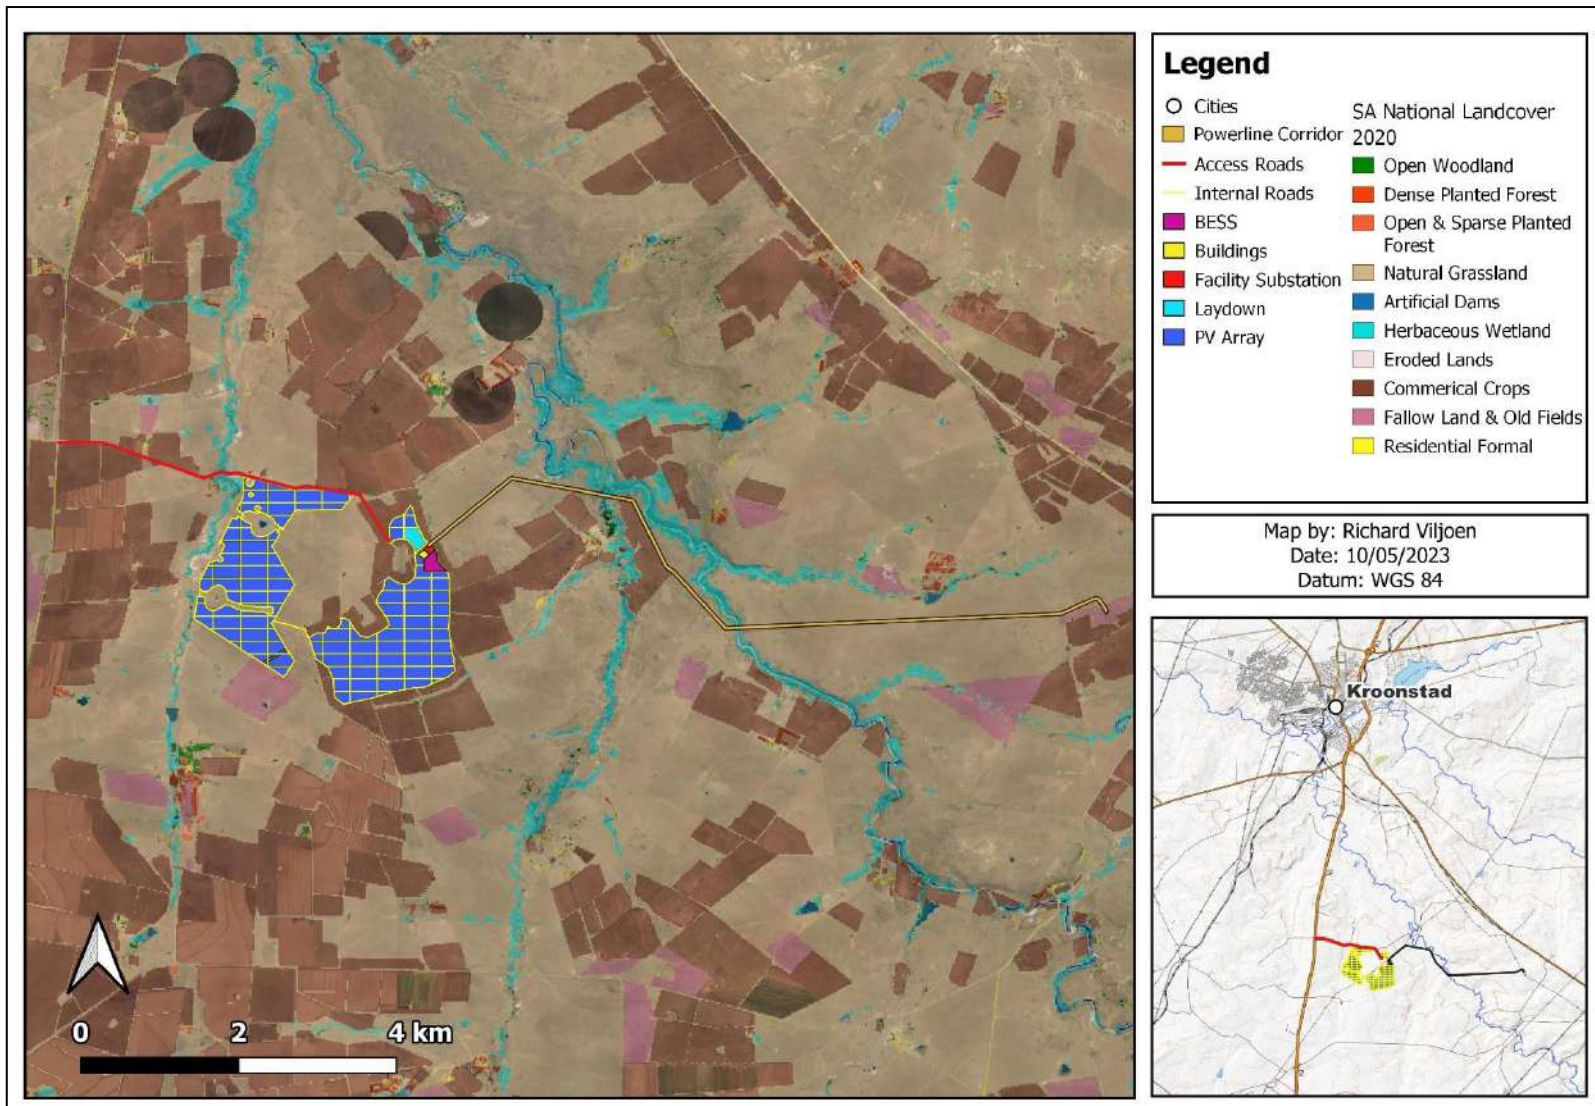 Legend
Cities
Powerline Corridor
Access Roads
Internal Roads
BESS
Buildings
Facility Substation
Laydown
PV Array
SA National Landcover
2020
Open Woodland
Dense Planted Forest
Open & Sparse Planted
Forest
Natural Grassland
Artificial Dams
Herbaceous Wetland
Eroded Lands
Commerical Crops
Fallow Land & Old Fields
Residential Formal
Map by: Richard Viljoen
Date: 10/05/2023
Datum: WGS 84
Kroonstad
0 2 4 km